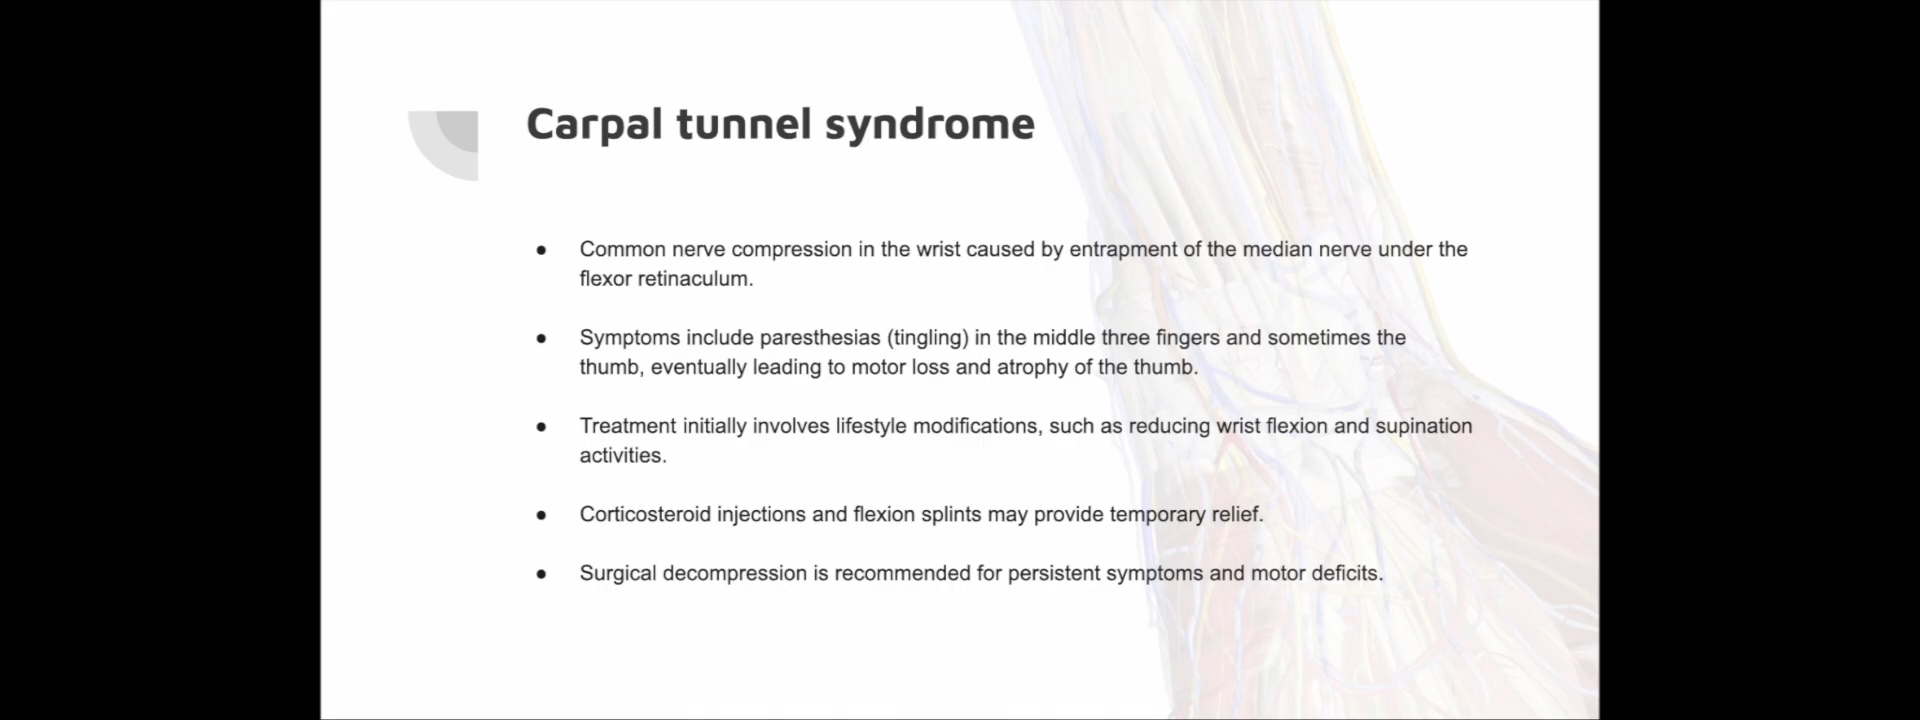 Carpal tunnel syndrome
● Common nerve compression in the wrist caused by entrapment of the median nerve under the
flexor retinaculum.
● Symptoms include paresthesias (tingling) in the middle three fingers and sometimes the
thumb, eventually leading to motor loss and atrophy of the thumb.
● Treatment initially involves lifestyle modifications, such as reducing wrist flexion and supination
activities.
● Corticosteroid injections and flexion splints may provide temporary relief.
● Surgical decompression is recommended for persistent symptoms and motor deficits.